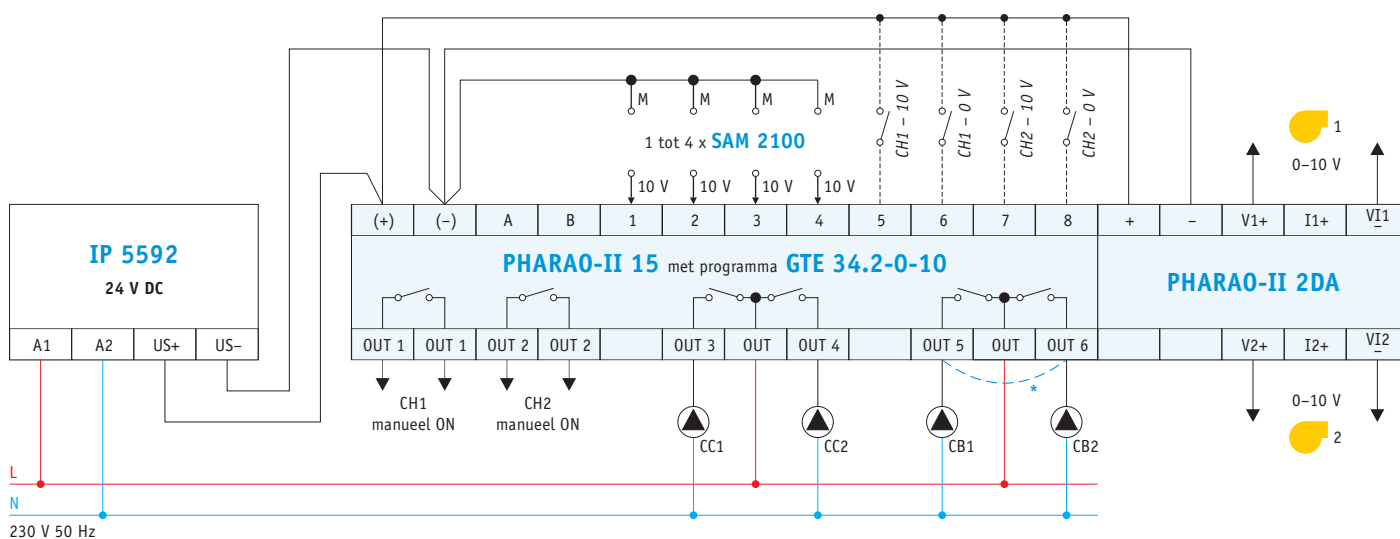 M M M M
CH1 – 10 V
CH1 – 0 V
CH2 – 10 V
CH2 – 0 V
1
1 tot 4 x SAM 2100
0–10 V
10 V 10 V 10 V 10 V
(+) (–) A B 1 2 3 4 5 6 7 8 + – V1+ I1+ VI1 –
IP 5592
24 V DC
PHARAO-II 15 met programma GTE 34.2-0-10
PHARAO-II 2DA
A1 A2 US+ US–
OUT 1 OUT 1 OUT 2 OUT 2 OUT 3 OUT OUT 4 OUT 5 OUT OUT 6 V2+ I2+ VI2 –
*
CH1
manueel ON
CH2
manueel ON
0–10 V
2
CC1 CC2 CB1 CB2
L
N
230 V 50 Hz